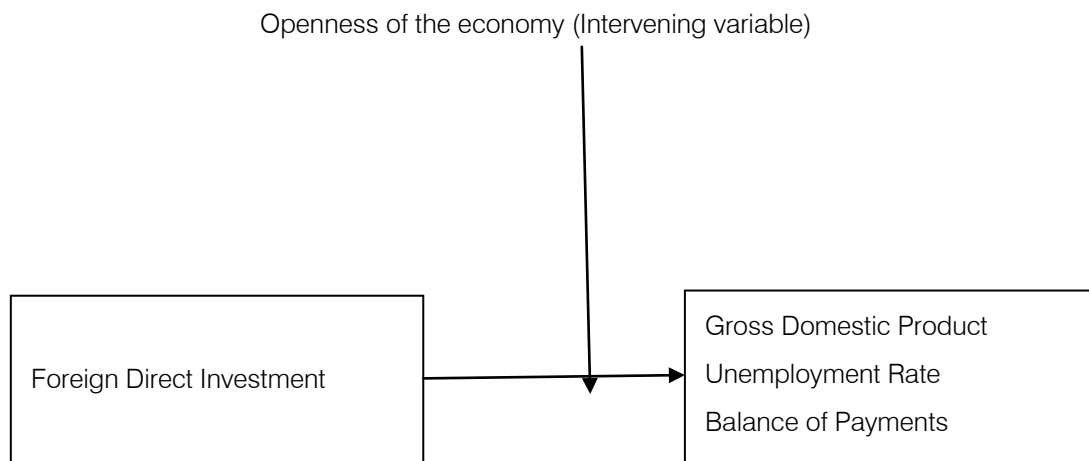 Openness of the economy (Intervening variable)
Foreign Direct Investment
Gross Domestic Product
Unemployment Rate
Balance of Payments